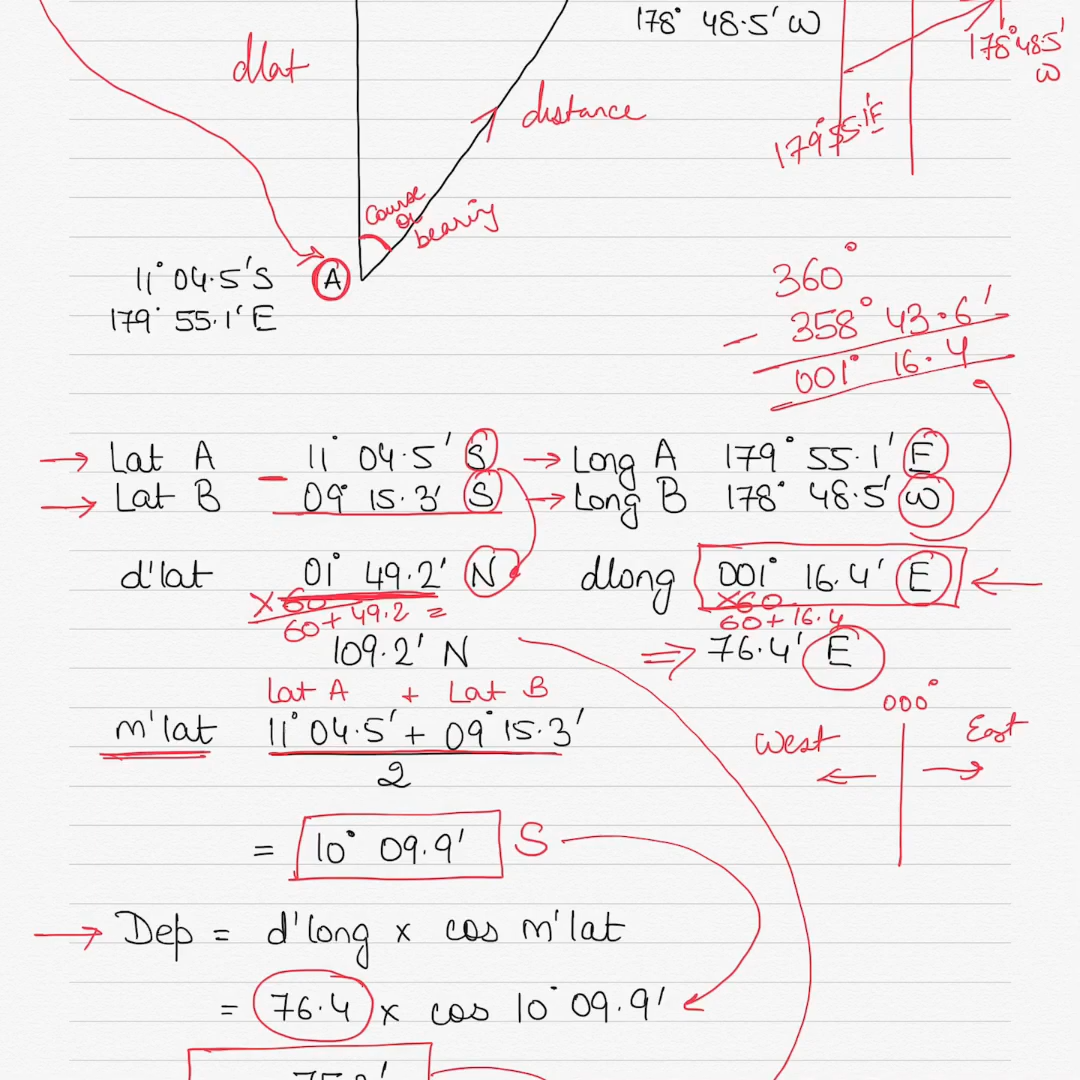 178° 48.5' W
dlat
178° 48.5'
W
distance
179° 55.1'E
Course
or
bearing
11° 04.5'S A
179° 55.1' E
360°
- 358° 43.6'
001° 16.4
→ Lat A 11° 04.5' S → Long A 179° 55.1' E
→ Lat B - 09° 15.3' S → Long B 178° 48.5' W
d'lat 01° 49.2' N dlong 001° 16.4' E
×60 ×60
60 + 49.2 = 60 + 16.4
109.2' N ⇒ 76.4' E
Lat A + Lat B
000°
m'lat 11° 04.5' + 09° 15.3'
2
West East
= 10° 09.9' S
→ Dep = d'long × cos m'lat
= 76.4 × cos 10° 09.9'